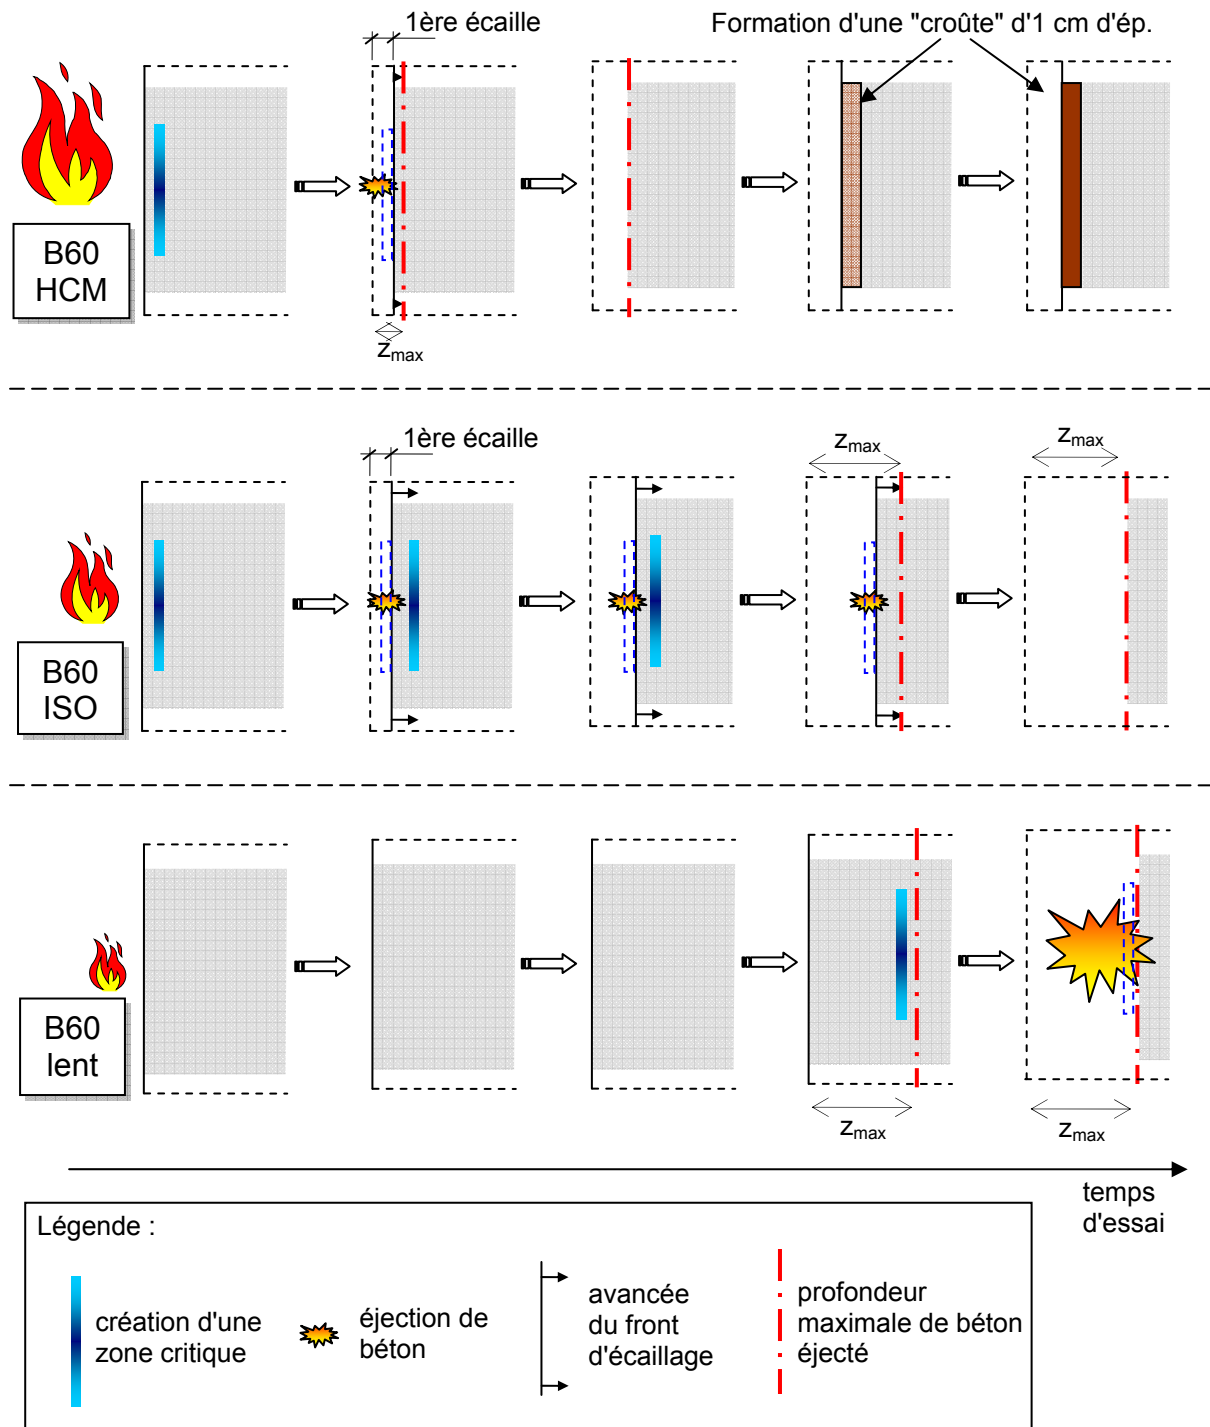 1ère écaille
Formation d'une "croûte" d'1 cm d'ép.
B60
HCM
zmax
1ère écaille
zmax
zmax
B60
ISO
B60
lent
zmax
zmax
temps
d'essai
Légende :
création d'une
zone critique
éjection de
béton
avancée
du front
d'écaillage
profondeur
maximale de béton
éjecté